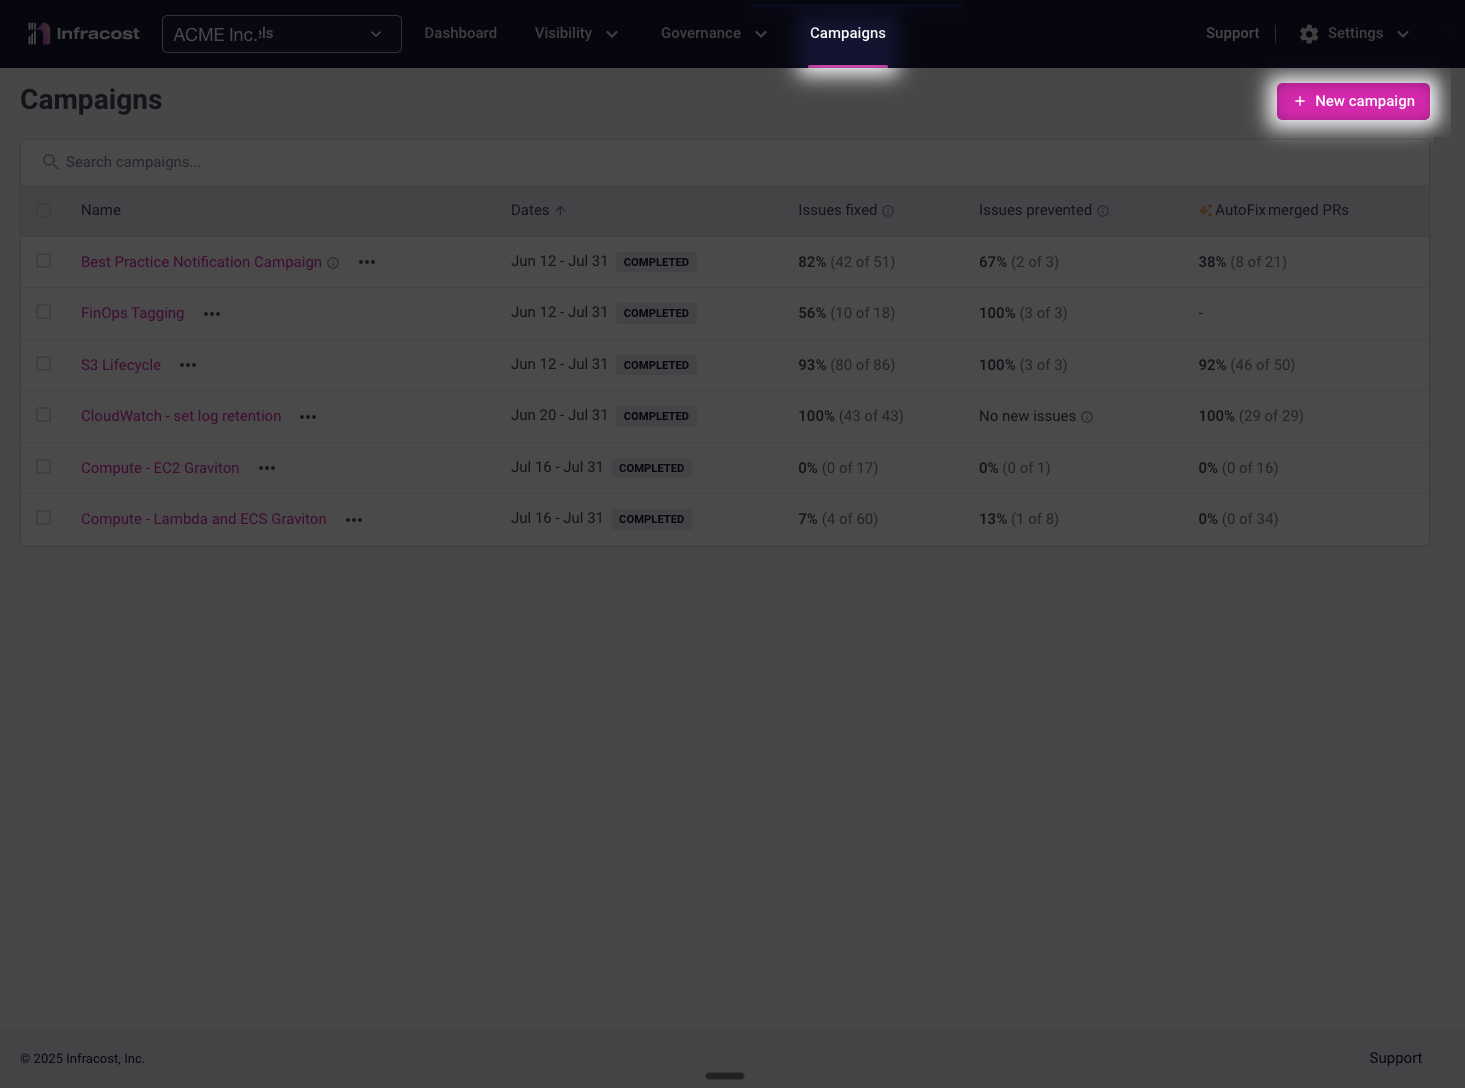 Infracost ACME Inc. ls Dashboard Visibility Governance Campaigns Support Settings
Campaigns + New campaign
Search campaigns...
Name Dates ↑ Issues fixed Issues prevented AutoFix merged PRs
Best Practice Notification Campaign ••• Jun 12 - Jul 31 COMPLETED 82% (42 of 51) 67% (2 of 3) 38% (8 of 21)
FinOps Tagging ••• Jun 12 - Jul 31 COMPLETED 56% (10 of 18) 100% (3 of 3) -
S3 Lifecycle ••• Jun 12 - Jul 31 COMPLETED 93% (80 of 86) 100% (3 of 3) 92% (46 of 50)
CloudWatch - set log retention ••• Jun 20 - Jul 31 COMPLETED 100% (43 of 43) No new issues 100% (29 of 29)
Compute - EC2 Graviton ••• Jul 16 - Jul 31 COMPLETED 0% (0 of 17) 0% (0 of 1) 0% (0 of 16)
Compute - Lambda and ECS Graviton ••• Jul 16 - Jul 31 COMPLETED 7% (4 of 60) 13% (1 of 8) 0% (0 of 34)
© 2025 Infracost, Inc. Support